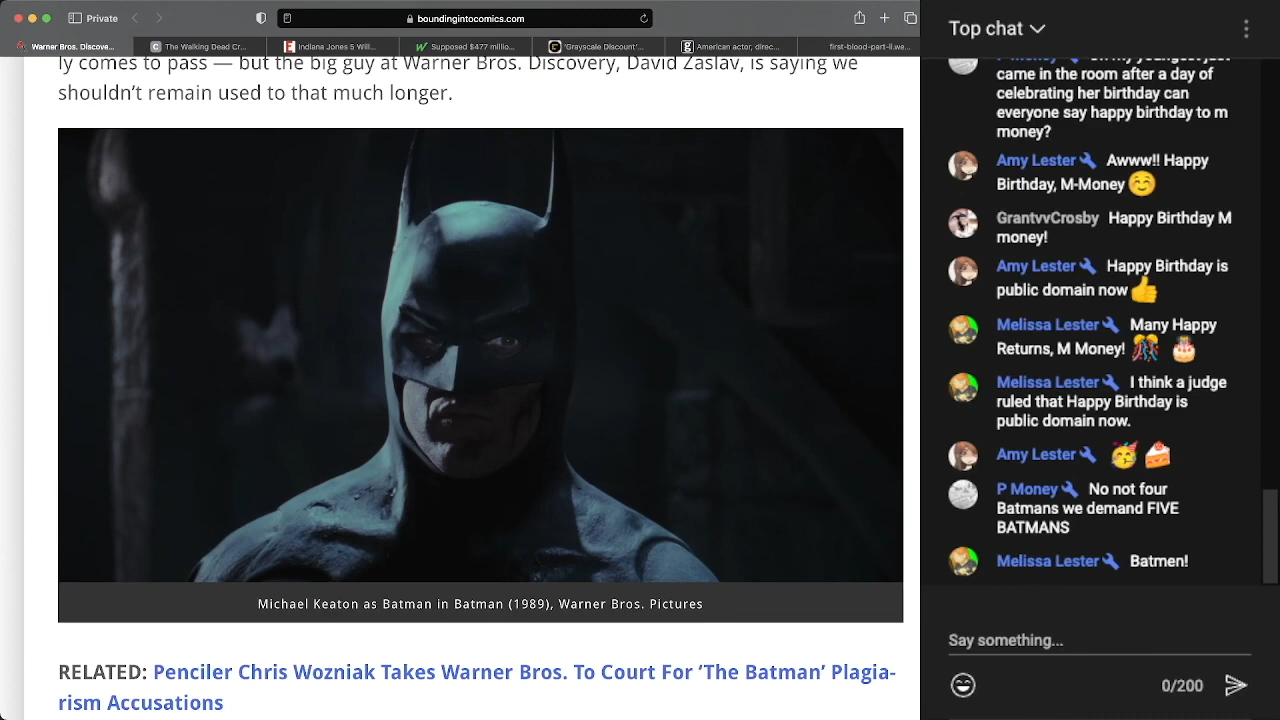 Private
boundingintocomics.com
Warner Bros. Discove...
The Walking Dead Cr...
Indiana Jones 5 Will...
Supposed $477 millio...
'Grayscale Discount'...
American actor, direc...
first-blood-part-ll.we...
ly comes to pass — but the big guy at Warner Bros. Discovery, David Zaslav, is saying we
shouldn't remain used to that much longer.
Michael Keaton as Batman in Batman (1989), Warner Bros. Pictures
RELATED: Penciler Chris Wozniak Takes Warner Bros. To Court For 'The Batman' Plagia-
rism Accusations
Top chat
came in the room after a day of
celebrating her birthday can
everyone say happy birthday to m
money?
Amy Lester Awww!! Happy
Birthday, M-Money
GrantvvCrosby Happy Birthday M
money!
Amy Lester Happy Birthday is
public domain now
Melissa Lester Many Happy
Returns, M Money!
Melissa Lester I think a judge
ruled that Happy Birthday is
public domain now.
Amy Lester
P Money No not four
Batmans we demand FIVE
BATMANS
Melissa Lester Batmen!
Say something...
0/200